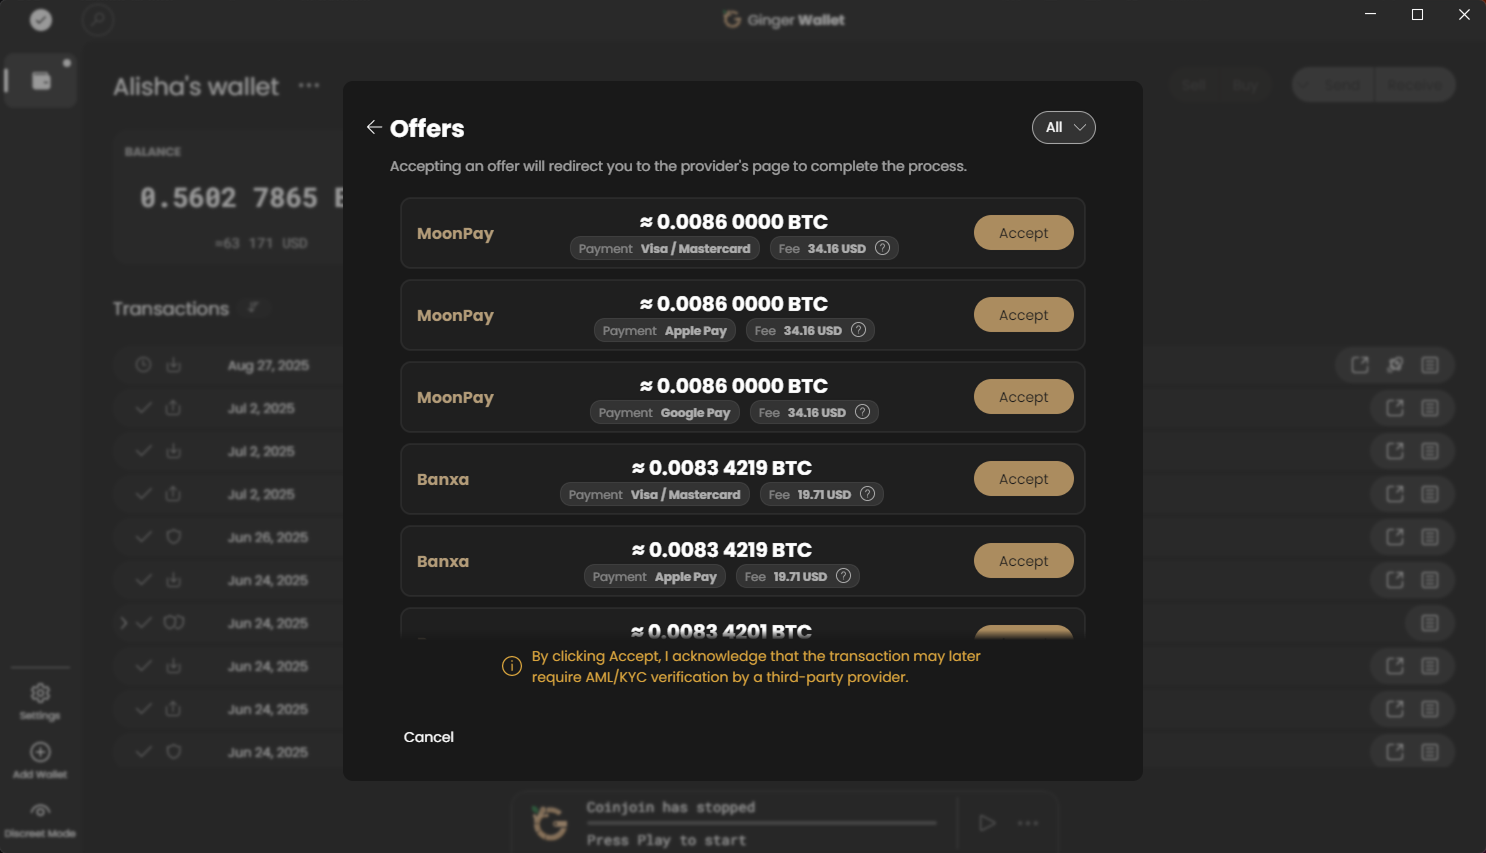 Ginger Wallet
Alisha's wallet
Sell Buy
Send Receive
BALANCE
0.5602 7865
≈63 171 USD
Transactions
Aug 27, 2025
Jul 2, 2025
Jul 2, 2025
Jul 2, 2025
Jun 26, 2025
Jun 24, 2025
Jun 24, 2025
Jun 24, 2025
Jun 24, 2025
Jun 24, 2025
Settings
Add Wallet
Discreet Mode
Offers
All
Accepting an offer will redirect you to the provider's page to complete the process.
MoonPay
≈ 0.0086 0000 BTC
Payment Visa / Mastercard Fee 34.16 USD ?
Accept
MoonPay
≈ 0.0086 0000 BTC
Payment Apple Pay Fee 34.16 USD ?
Accept
MoonPay
≈ 0.0086 0000 BTC
Payment Google Pay Fee 34.16 USD ?
Accept
Banxa
≈ 0.0083 4219 BTC
Payment Visa / Mastercard Fee 19.71 USD ?
Accept
Banxa
≈ 0.0083 4219 BTC
Payment Apple Pay Fee 19.71 USD ?
Accept
≈ 0.0083 4201 BTC
By clicking Accept, I acknowledge that the transaction may later
require AML/KYC verification by a third-party provider.
Cancel
Coinjoin has stopped
Press Play to start